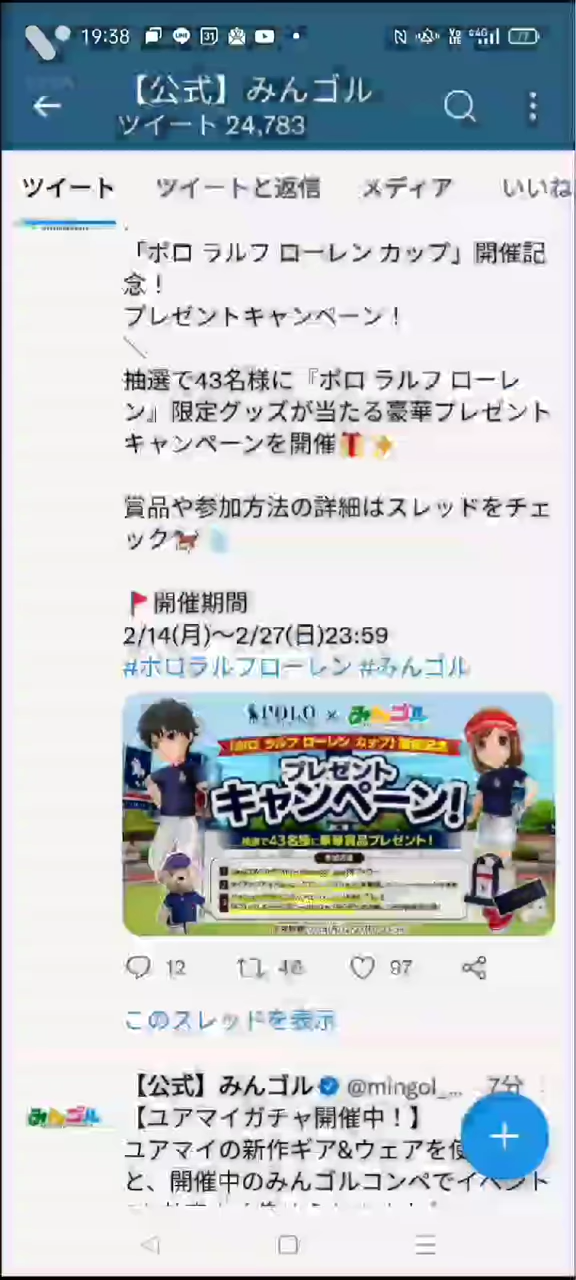 19:38
31
77
【公式】みんゴル
ツイート 24,783
ツイート ツイートと返信 メディア いいね
「ポロ ラルフ ローレン カップ」開催記
念！
プレゼントキャンペーン！
＼
抽選で43名様に『ポロ ラルフ ローレ
ン』限定グッズが当たる豪華プレゼント
キャンペーンを開催🎁✨
賞品や参加方法の詳細はスレッドをチェ
ック🐕💨
🚩開催期間
2/14(月)〜2/27(日)23:59
#ポロラルフローレン #みんゴル
POLO × みんゴル
「ポロ ラルフ ローレン カップ」開催記念
プレゼント
キャンペーン!
抽選で43名様に豪華賞品プレゼント！
12 46 97
このスレッドを表示
【公式】みんゴル @mingol_... 7分
みんゴル
【ユアマイガチャ開催中！】
ユアマイの新作ギア&ウェアを使
と、開催中のみんゴルコンペでイベント